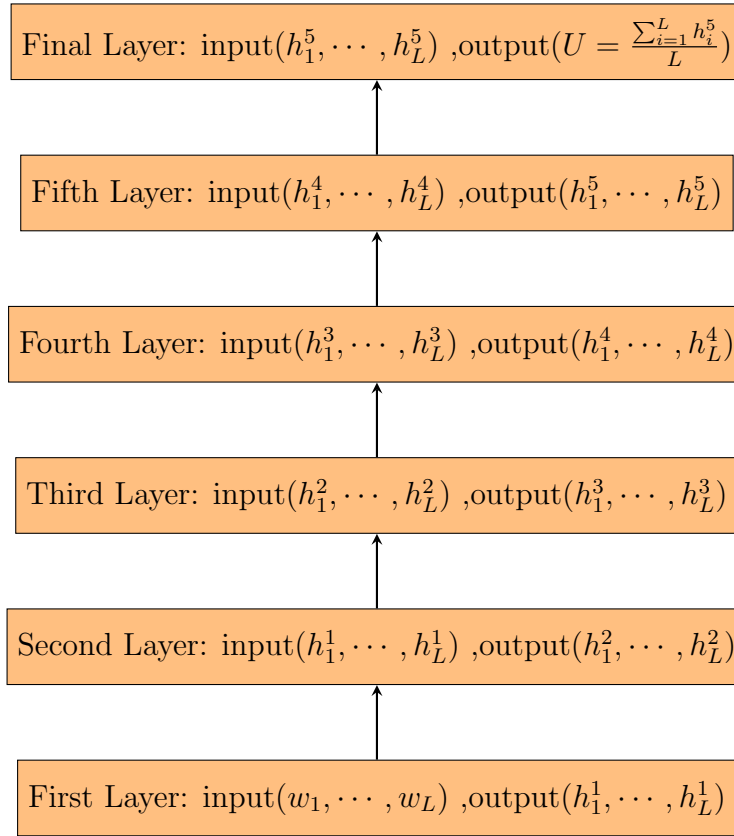 Final Layer: input($h_1^5, \cdots, h_L^5$) ,output($U = \frac{\sum_{i=1}^{L} h_i^5}{L}$)
Fifth Layer: input($h_1^4, \cdots, h_L^4$) ,output($h_1^5, \cdots, h_L^5$)
Fourth Layer: input($h_1^3, \cdots, h_L^3$) ,output($h_1^4, \cdots, h_L^4$)
Third Layer: input($h_1^2, \cdots, h_L^2$) ,output($h_1^3, \cdots, h_L^3$)
Second Layer: input($h_1^1, \cdots, h_L^1$) ,output($h_1^2, \cdots, h_L^2$)
First Layer: input($w_1, \cdots, w_L$) ,output($h_1^1, \cdots, h_L^1$)